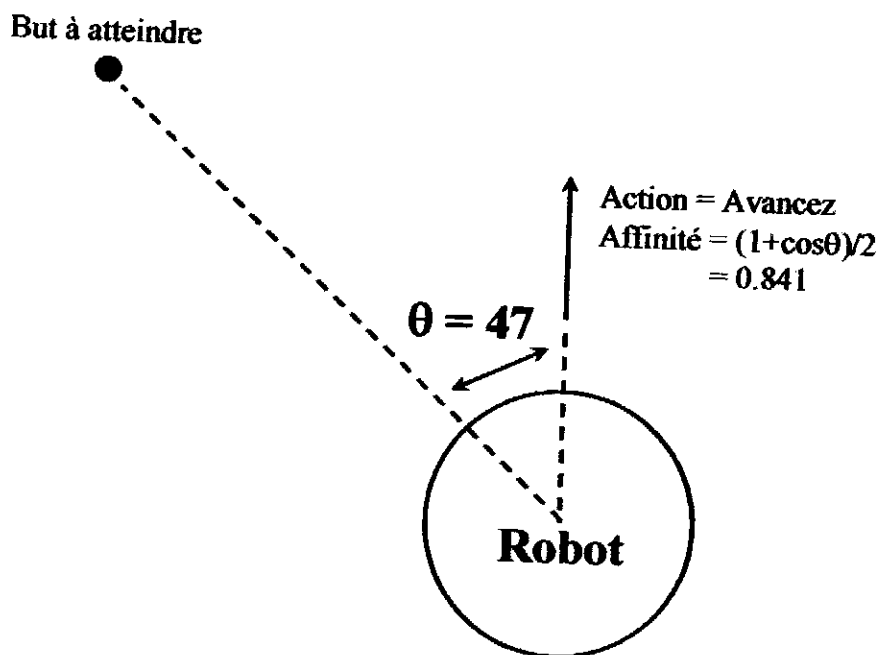 But à atteindre
Action = Avancez
Affinité = (1+cosθ)/2
= 0.841
θ = 47
Robot